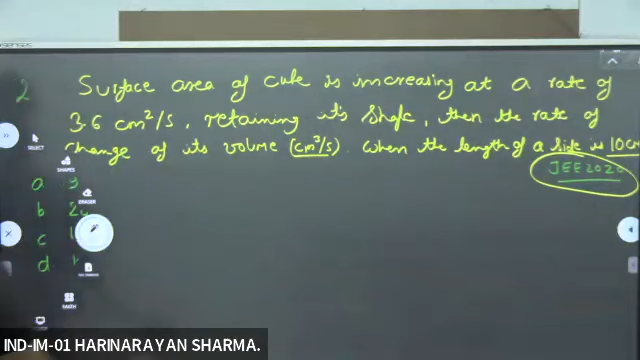 2 Surface area of cube is increasing at a rate of
3.6 cm²/s, retaining it's shape, then the rate of
change of its volume (cm³/s). when the length of a side is 10cm
JEE 2020
a
b
c
d
SELECT
SHAPES
ERASER
MATH
IND-IM-01 HARINARAYAN SHARMA.